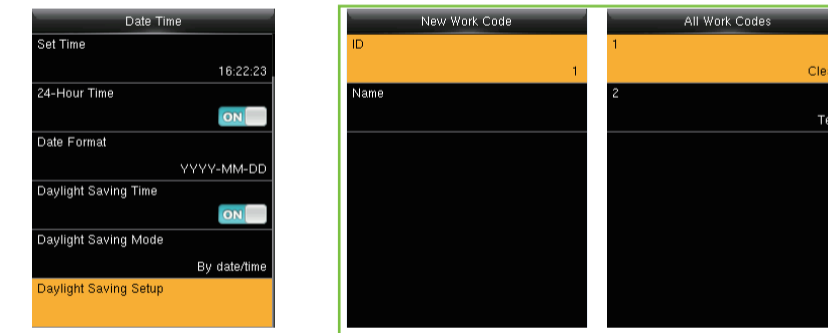 Date Time
Set Time
16:22:23
24-Hour Time
ON
Date Format
YYYY-MM-DD
Daylight Saving Time
ON
Daylight Saving Mode
By date/time
Daylight Saving Setup
New Work Code
ID
1
Name
All Work Codes
1
2